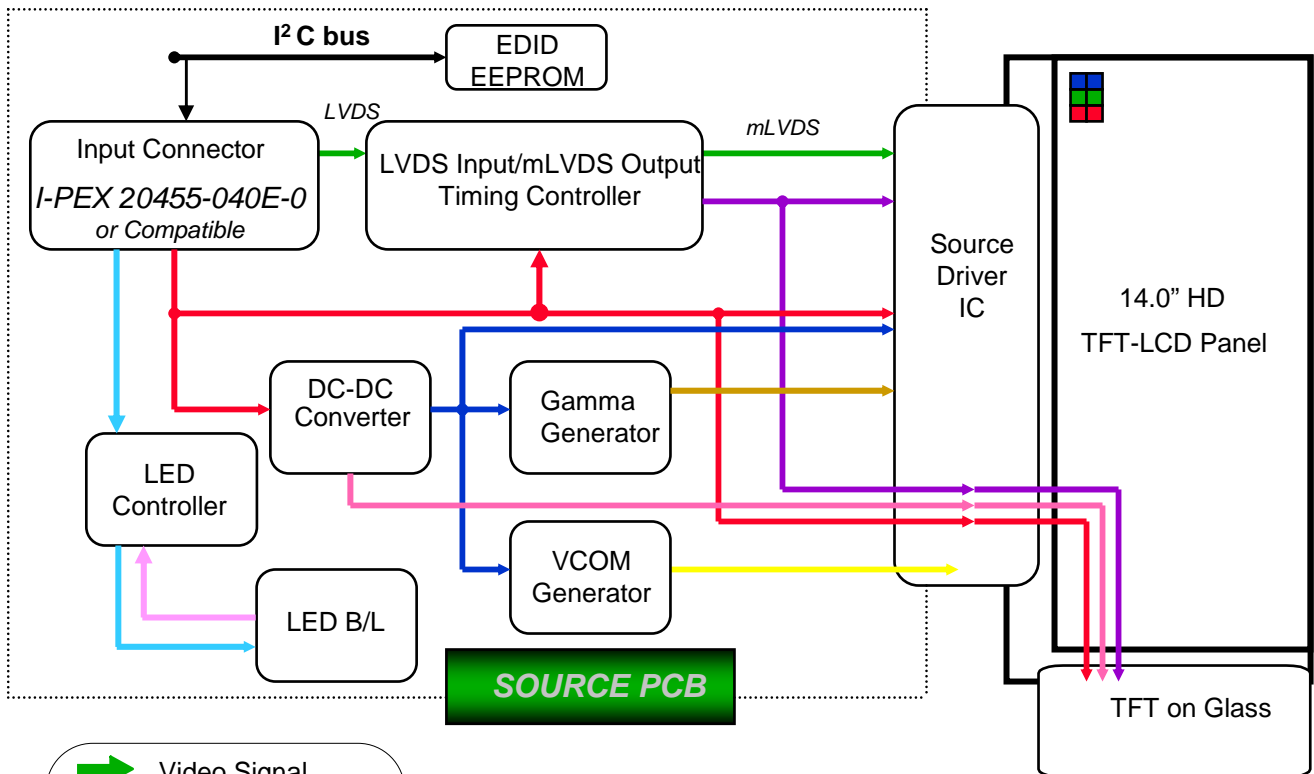 I² C bus
EDID
EEPROM
LVDS
mLVDS
Input Connector
I-PEX 20455-040E-0
or Compatible
LVDS Input/mLVDS Output
Timing Controller
Source
Driver
IC
14.0” HD
TFT-LCD Panel
DC-DC
Converter
Gamma
Generator
LED
Controller
VCOM
Generator
LED B/L
SOURCE PCB
TFT on Glass
Video Signal